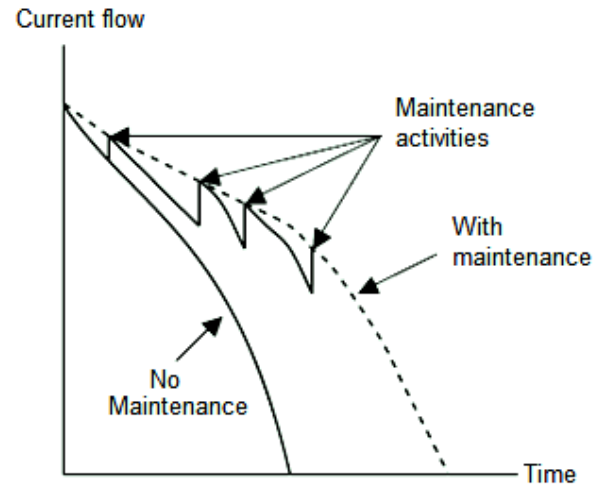 Current flow
Maintenance
activities
With
maintenance
No
Maintenance
Time